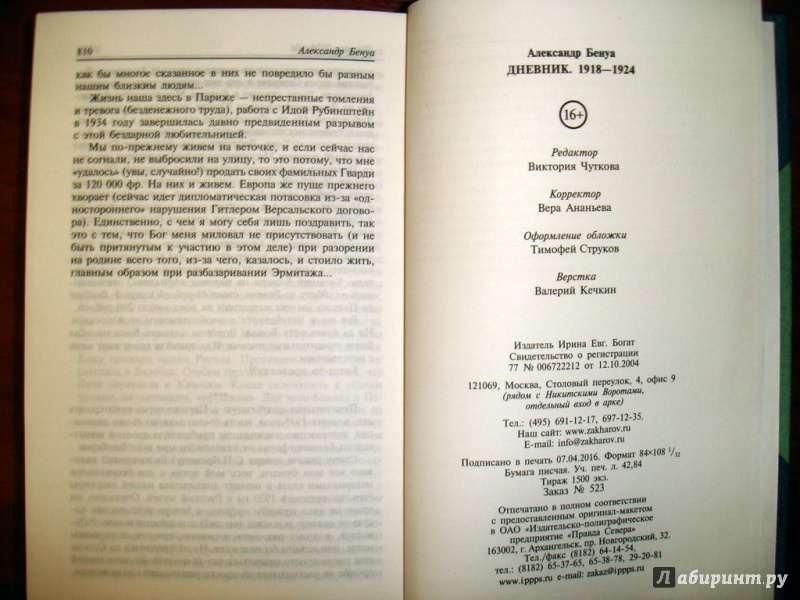 810
Александр Бенуа
как бы многое сказанное в них не повредило бы разным
нашим близким людям...
Жизнь наша здесь в Париже — непрестанные томления
и тревога (безденежного труда), работа с Идой Рубинштейн
в 1934 году завершилась давно предвиденным разрывом
с этой бездарной любительницей.
Мы по-прежнему живем на веточке, и если сейчас нас
не согнали, не выбросили на улицу, то это потому, что мне
«удалось» (увы, случайно!) продать своих фамильных Гварди
за 120 000 фр. На них и живем. Европа же пуще прежнего
хворает (сейчас идет дипломатическая потасовка из-за «од-
ностороннего» нарушения Гитлером Версальского догово-
ра). Единственно, с чем я могу себя лишь поздравить, так
это с тем, что Бог меня миловал не присутствовать (и не
быть притянутым к участию в этом деле) при разорении
на родине всего того, из-за чего, казалось, и стоило жить,
главным образом при разбазаривании Эрмитажа...
Александр Бенуа
ДНЕВНИК. 1918—1924
16+
Редактор
Виктория Чуткова
Корректор
Вера Ананьева
Оформление обложки
Тимофей Струков
Верстка
Валерий Кечкин
Издатель Ирина Евг. Богат
Свидетельство о регистрации
77 № 006722212 от 12.10.2004
121069, Москва, Столовый переулок, 4, офис 9
(рядом с Никитскими Воротами,
отдельный вход в арке)
Тел.: (495) 691-12-17, 697-12-35.
Наш сайт: www.zakharov.ru
E-mail: info@zakharov.ru
Подписано в печать 07.04.2016. Формат 84×108 1/32
Бумага писчая. Уч. печ. л. 42,84
Тираж 1500 экз.
Заказ № 523
Отпечатано в полном соответствии
с предоставленным оригинал-макетом
в ОАО «Издательско-полиграфическое
предприятие «Правда Севера»
163002, г. Архангельск, пр. Новгородский, 32.
Тел./факс (8182) 64-14-54,
тел.: (8182) 65-37-65, 65-38-78, 29-20-81
www.ippps.ru e-mail: zakaz@ippps.ru
Лабиринт.ру